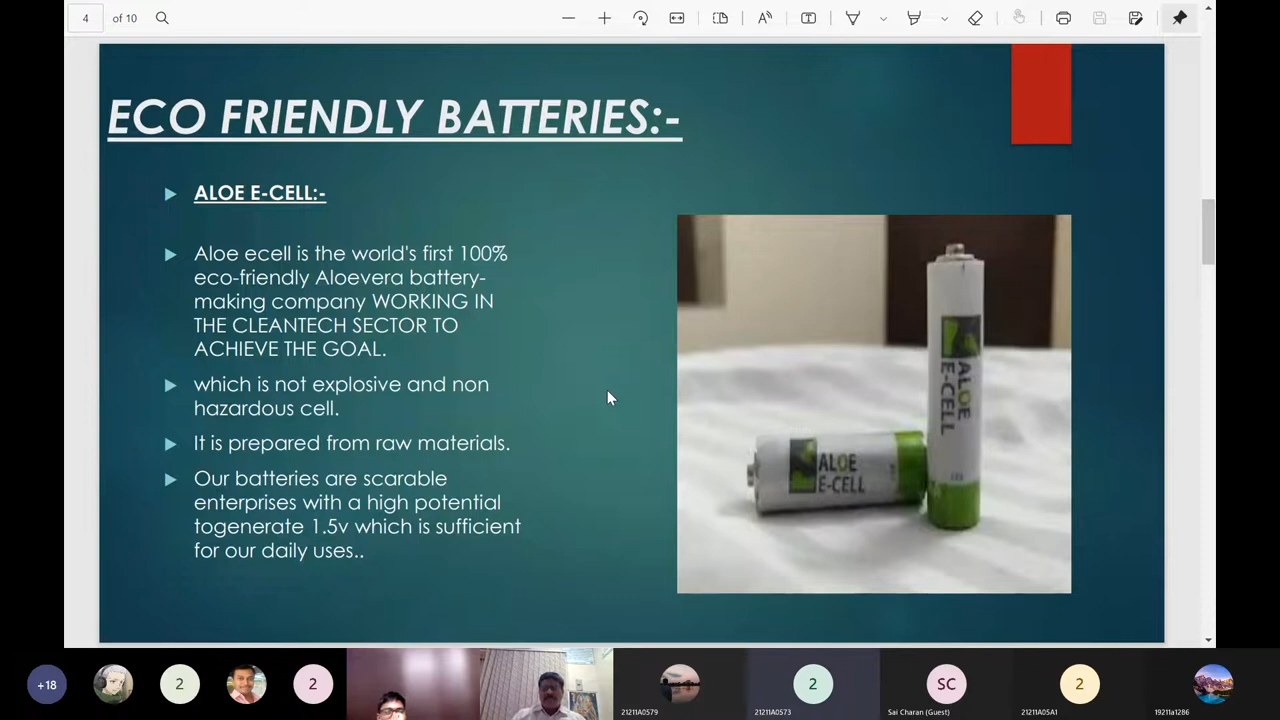 4
of 10
ECO FRIENDLY BATTERIES:-
ALOE E-CELL:-
Aloe ecell is the world's first 100%
eco-friendly Aloevera battery-
making company WORKING IN
THE CLEANTECH SECTOR TO
ACHIEVE THE GOAL.
which is not explosive and non
hazardous cell.
It is prepared from raw materials.
Our batteries are scarable
enterprises with a high potential
togenerate 1.5v which is sufficient
for our daily uses..
ALOE
E-CELL
ALOE
E-CELL
+18
2
2
2
SC
2
21211A0579
21211A0573
Sai Charan (Guest)
21211A05A1
19211a1286